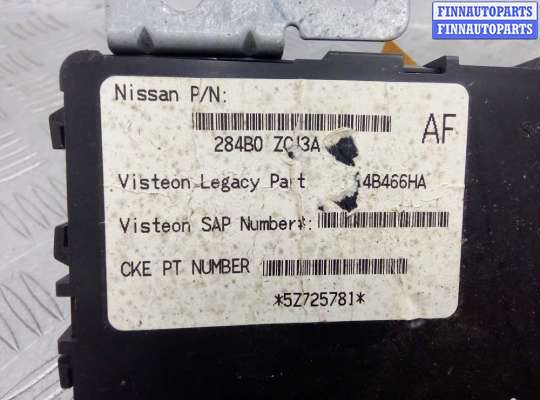 FINNAUTOPARTS
FINNAUTOPARTS
Nissan P/N:
AF
284B0
Visteon Legacy Part 4B466HA
Visteon SAP Number*:
CKE PT NUMBER
*5Z725781*